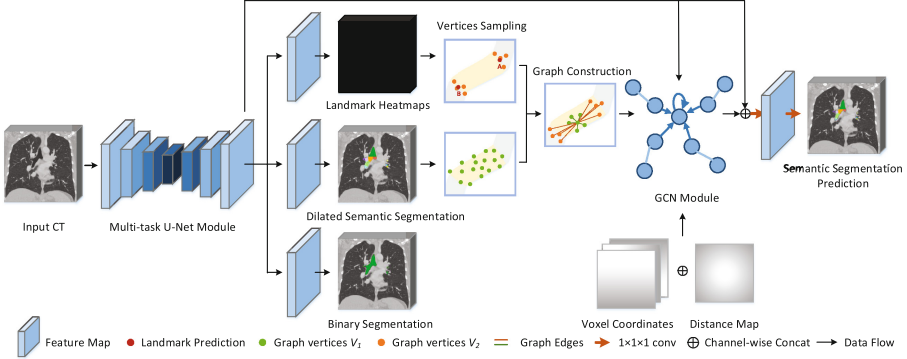 Vertices Sampling
A
B
Graph Construction
Landmark Heatmaps
Input CT
Multi-task U-Net Module
Dilated Semantic Segmentation
GCN Module
Semantic Segmentation
Prediction
Binary Segmentation
Voxel Coordinates
Distance Map
Feature Map
Landmark Prediction
Graph vertices V₁
Graph vertices V₂
Graph Edges
1×1×1 conv
Channel-wise Concat
Data Flow